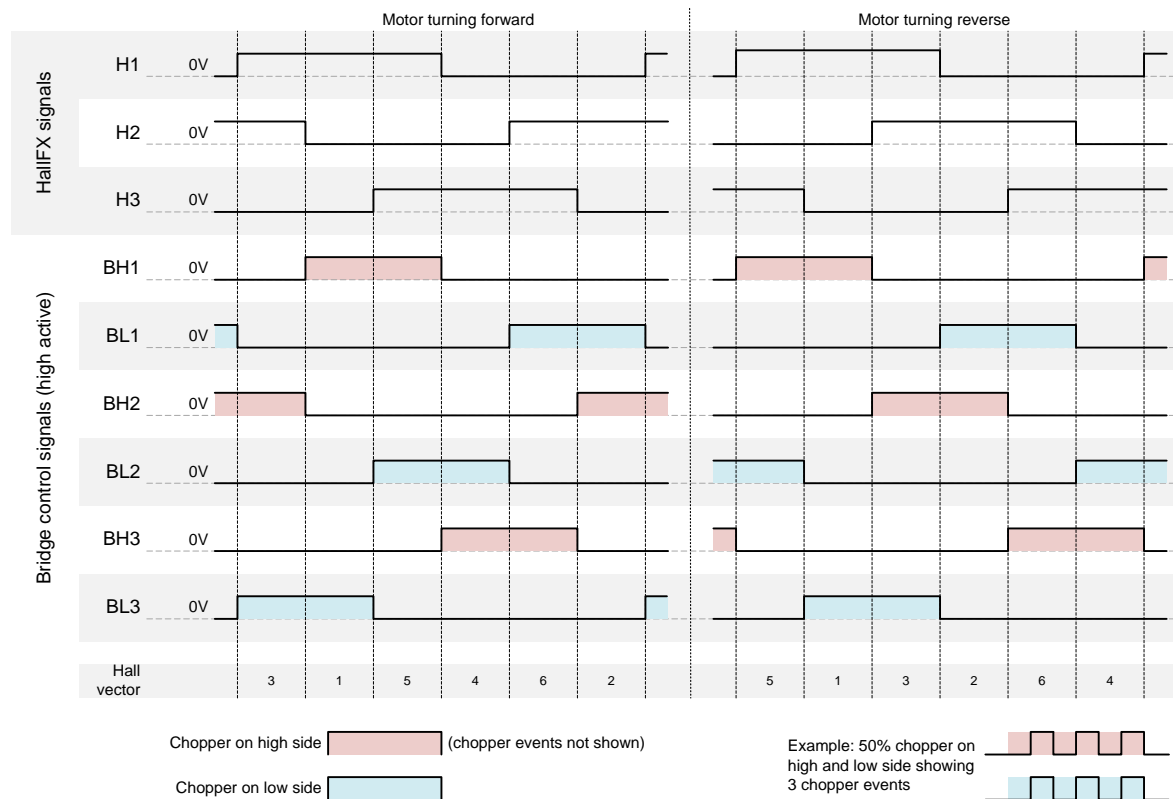 Motor turning forward
Motor turning reverse
HallFX signals
H1 0V
H2 0V
H3 0V
Bridge control signals (high active)
BH1 0V
BL1 0V
BH2 0V
BL2 0V
BH3 0V
BL3 0V
Hall
vector
3 1 5 4 6 2
5 1 3 2 6 4
Chopper on high side
(chopper events not shown)
Chopper on low side
Example: 50% chopper on
high and low side showing
3 chopper events